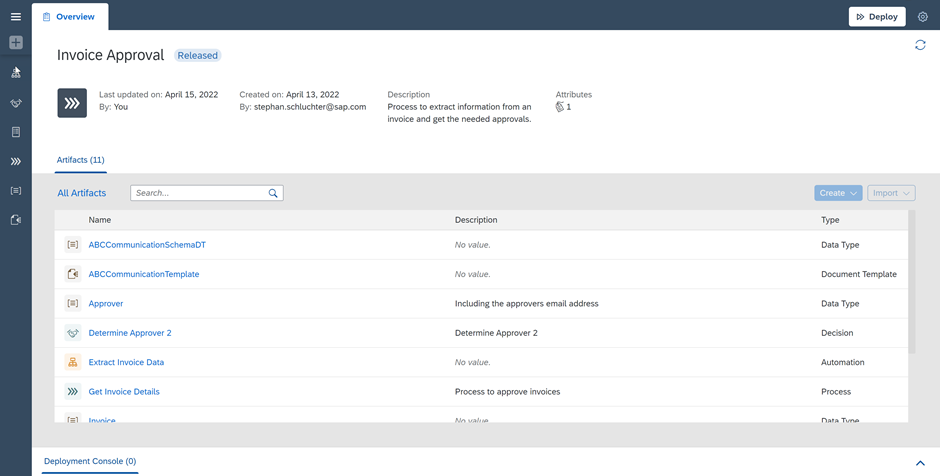 Overview
Deploy
Invoice Approval Released
Last updated on: April 15, 2022
By: You
Created on: April 13, 2022
By: stephan.schluchter@sap.com
Description
Process to extract information from an
invoice and get the needed approvals.
Attributes
1
Artifacts (11)
All Artifacts Search... Create Import
Name Description Type
ABCCommunicationSchemaDT No value. Data Type
ABCCommunicationTemplate No value. Document Template
Approver Including the approvers email address Data Type
Determine Approver 2 Determine Approver 2 Decision
Extract Invoice Data No value. Automation
Get Invoice Details Process to approve invoices Process
Invoice No value. Data Type
Deployment Console (0)